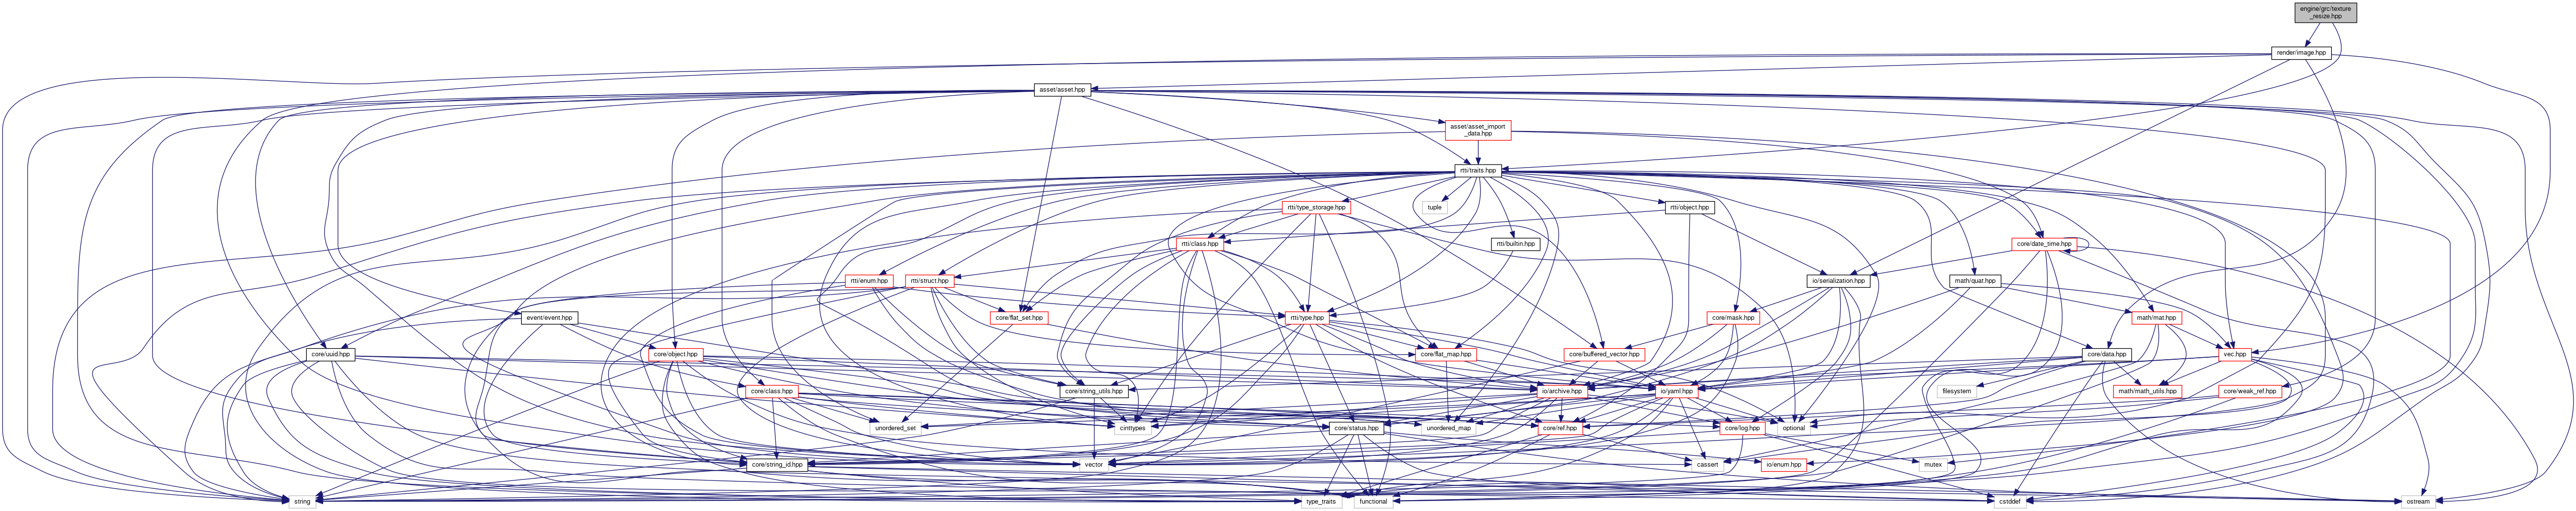 engine/grc/texture
_resize.hpp
render/image.hpp
asset/asset.hpp
asset/asset_import
_data.hpp
rtti/traits.hpp
rtti/type_storage.hpp
tuple
rtti/object.hpp
rtti/class.hpp
rtti/builtin.hpp
core/date_time.hpp
rtti/enum.hpp
rtti/struct.hpp
io/serialization.hpp
math/quat.hpp
event/event.hpp
core/flat_set.hpp
rtti/type.hpp
core/mask.hpp
math/mat.hpp
core/uuid.hpp
core/object.hpp
core/flat_map.hpp
core/buffered_vector.hpp
core/data.hpp
vec.hpp
core/class.hpp
core/string_utils.hpp
io/archive.hpp
io/yaml.hpp
filesystem
math/math_utils.hpp
core/weak_ref.hpp
unordered_set
cinttypes
core/status.hpp
unordered_map
core/ref.hpp
core/log.hpp
optional
core/string_id.hpp
vector
cassert
io/enum.hpp
mutex
string
type_traits
functional
cstddef
ostream